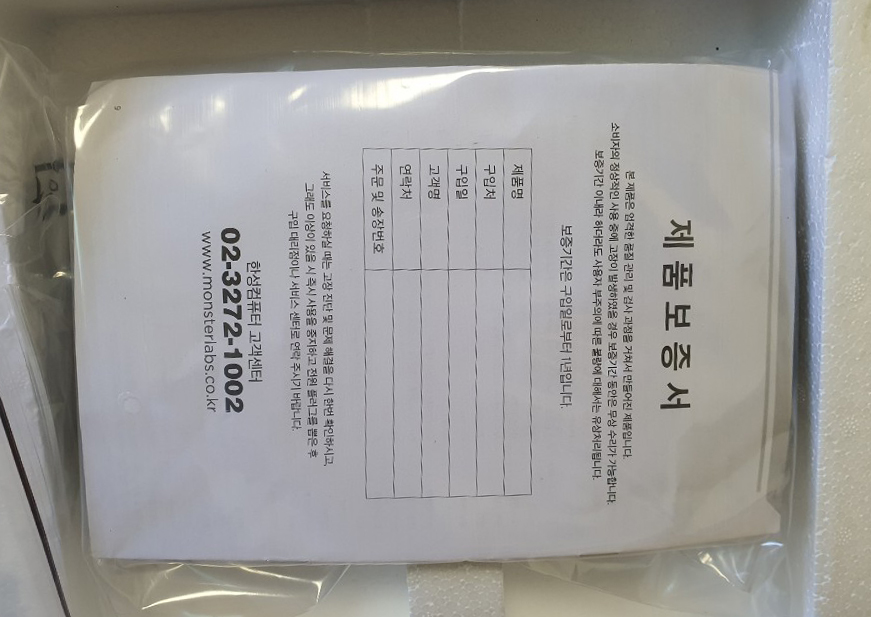 제품보증서
본 제품은 엄격한 품질 관리 및 검사 과정을 거쳐서 만들어진 제품입니다.
소비자의 정상적인 사용 중에 고장이 발생하였을 경우 보증기간 동안은 무상 수리가 가능합니다.
보증기간 이내라 하더라도 사용자 부주의에 따른 불량에 대해서는 유상처리됩니다.
보증기간은 구입일로부터 1년입니다.
제품명
구입처
구입일
고객명
연락처
주문 및 송장번호
서비스를 요청하실 때는 고장 진단 및 문제 해결을 다시 한번 확인하시고,
그래도 이상이 있을 시 즉시 사용을 중지하고 전원 플러그를 뽑은 후
구입 대리점이나 서비스 센터로 연락 주시기 바랍니다.
한성컴퓨터 고객센터
02-3272-1002
www.monsterlabs.co.kr
9